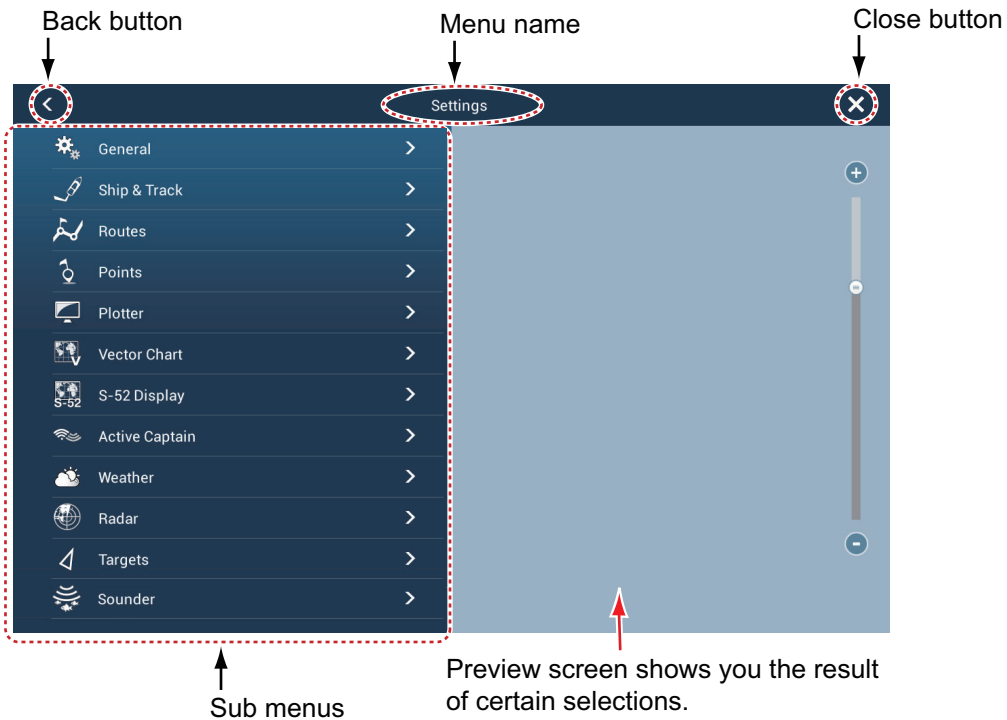 Back button
Menu name
Close button
Settings
General
Ship & Track
Routes
Points
Plotter
V
Vector Chart
S-52
S-52 Display
Active Captain
Weather
Radar
Targets
Sounder
Preview screen shows you the result
of certain selections.
Sub menus